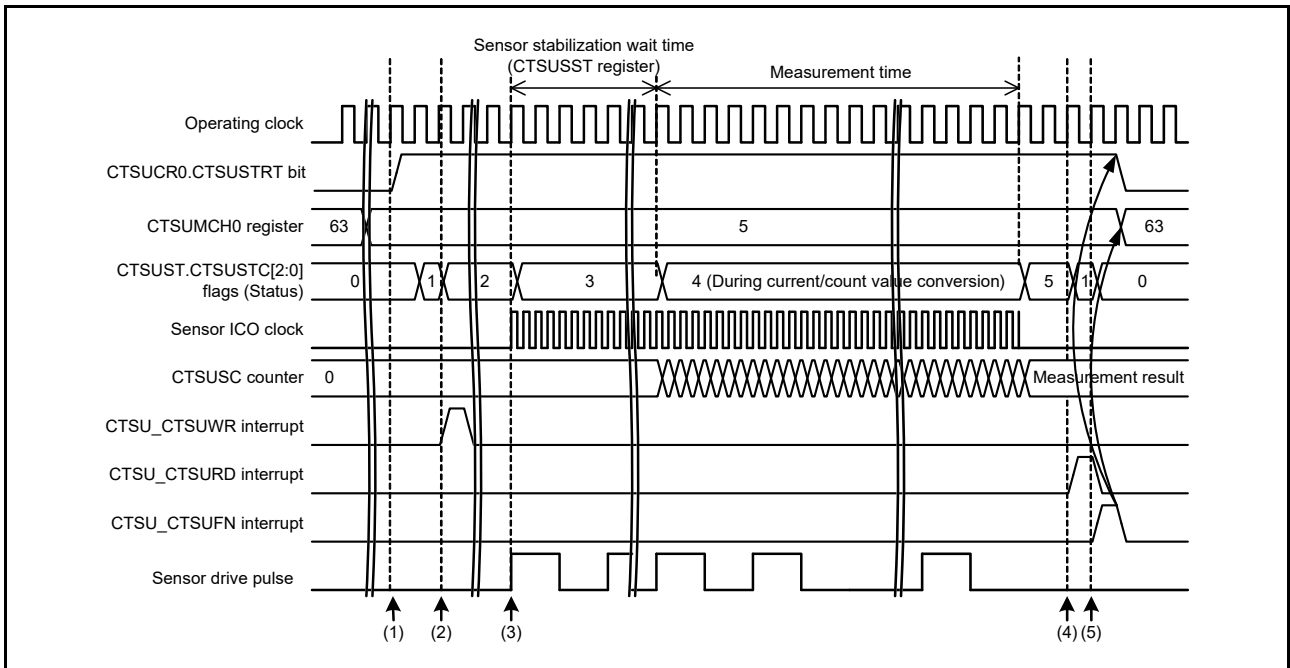 Sensor stabilization wait time
(CTSUSST register)
Measurement time
Operating clock
CTSUCR0.CTSUSTRT bit
CTSUMCH0 register
63
5
63
CTSUST.CTSUSTC[2:0]
flags (Status)
0
1
2
3
4 (During current/count value conversion)
5
1
0
Sensor ICO clock
CTSUSC counter
0
Measurement result
CTSU_CTSUWR interrupt
CTSU_CTSURD interrupt
CTSU_CTSUFN interrupt
Sensor drive pulse
(1)
(2)
(3)
(4)
(5)